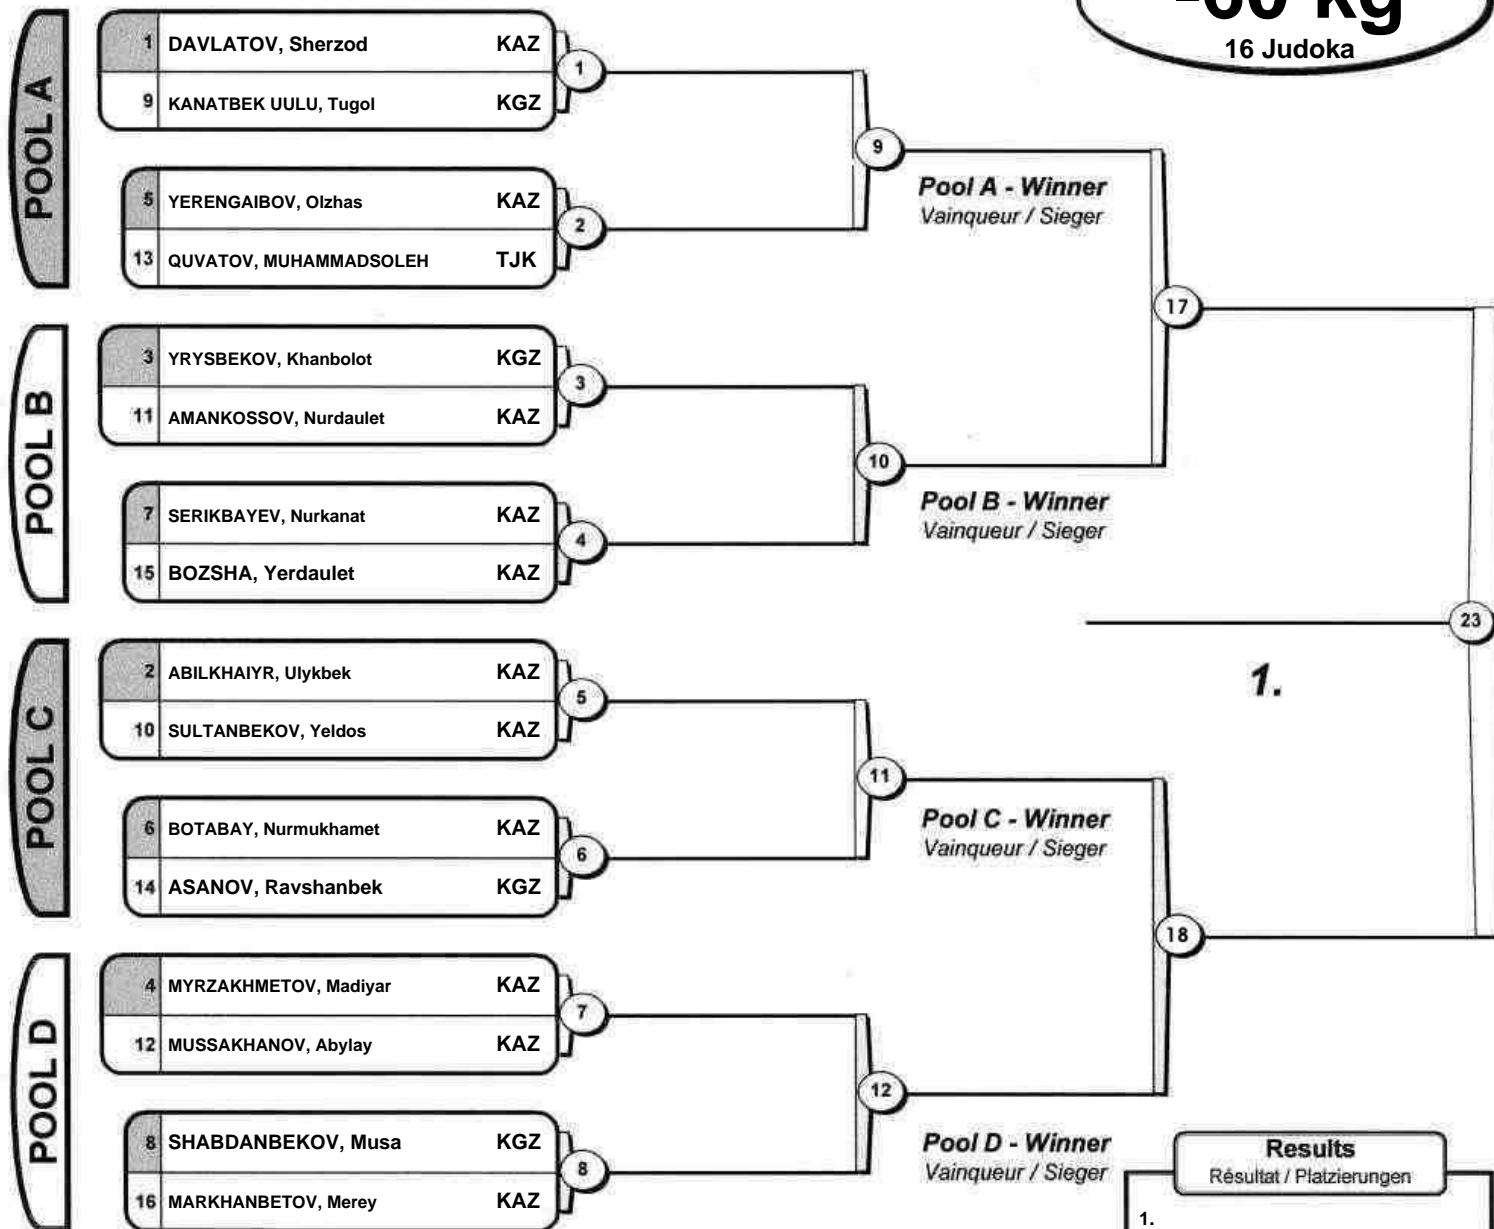 -60 kg
16 Judoka
POOL A
1 DAVLATOV, Sherzod KAZ
9 KANATBEK UULU, Tugol KGZ
1
5 YERENGAIBOV, Olzhas KAZ
13 QUVATOV, MUHAMMADSOLEH TJK
2
9
Pool A - Winner
Vainqueur / Sieger
17
POOL B
3 YRYSBEKOV, Khanbolot KGZ
11 AMANKOSSOV, Nurdaulet KAZ
3
7 SERIKBAYEV, Nurkanat KAZ
15 BOZSHA, Yerdaulet KAZ
4
10
Pool B - Winner
Vainqueur / Sieger
23
1.
POOL C
2 ABILKHAIYR, Ulykbek KAZ
10 SULTANBEKOV, Yeldos KAZ
5
6 BOTABAY, Nurmukhamet KAZ
14 ASANOV, Ravshanbek KGZ
6
11
Pool C - Winner
Vainqueur / Sieger
18
POOL D
4 MYRZAKHMETOV, Madiyar KAZ
12 MUSSAKHANOV, Abylay KAZ
7
8 SHABDANBEKOV, Musa KGZ
16 MARKHANBETOV, Merey KAZ
8
12
Pool D - Winner
Vainqueur / Sieger
Results
Résultat / Platzierungen
1.